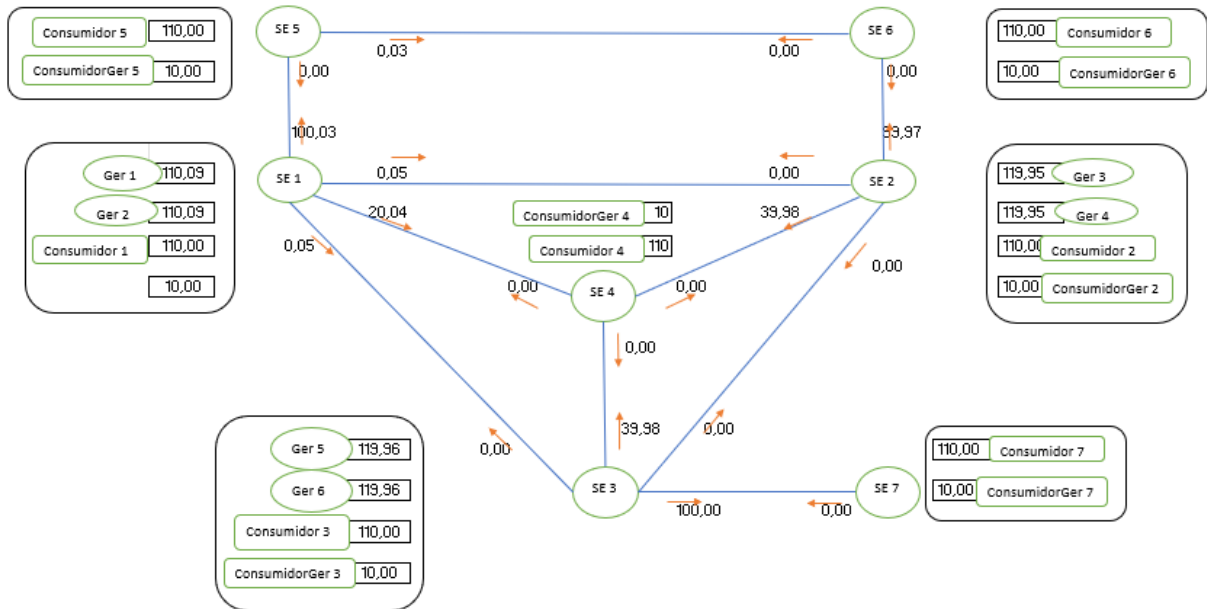 Consumidor 5 110,00
ConsumidorGer 5 10,00
SE 5
0,03
0,00
SE 6
0,00
0,00
110,00 Consumidor 6
10,00 ConsumidorGer 6
Ger 1 110,09
Ger 2 110,09
Consumidor 1 110,00
10,00
100,03
SE 1
0,05
20,04
0,05
99,97
SE 2
0,00
39,98
0,00
119,95 Ger 3
119,95 Ger 4
110,00 Consumidor 2
10,00 ConsumidorGer 2
ConsumidorGer 4 10
Consumidor 4 110
SE 4
0,00
0,00
0,00
39,98
0,00
0,00
Ger 5 119,96
Ger 6 119,96
Consumidor 3 110,00
ConsumidorGer 3 10,00
SE 3
100,00
0,00
SE 7
110,00 Consumidor 7
10,00 ConsumidorGer 7